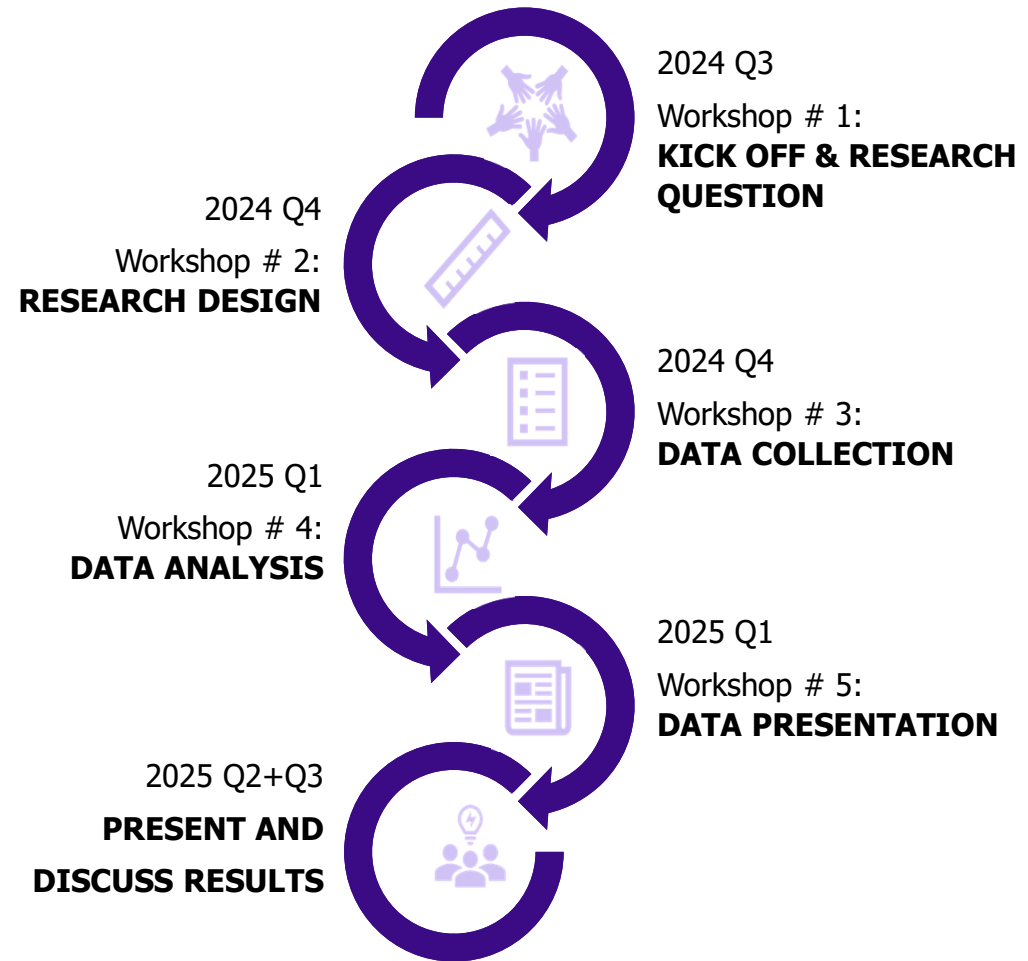 2024 Q3
Workshop # 1:
KICK OFF & RESEARCH
QUESTION
2024 Q4
Workshop # 2:
RESEARCH DESIGN
2024 Q4
Workshop # 3:
DATA COLLECTION
2025 Q1
Workshop # 4:
DATA ANALYSIS
2025 Q1
Workshop # 5:
DATA PRESENTATION
2025 Q2+Q3
PRESENT AND
DISCUSS RESULTS